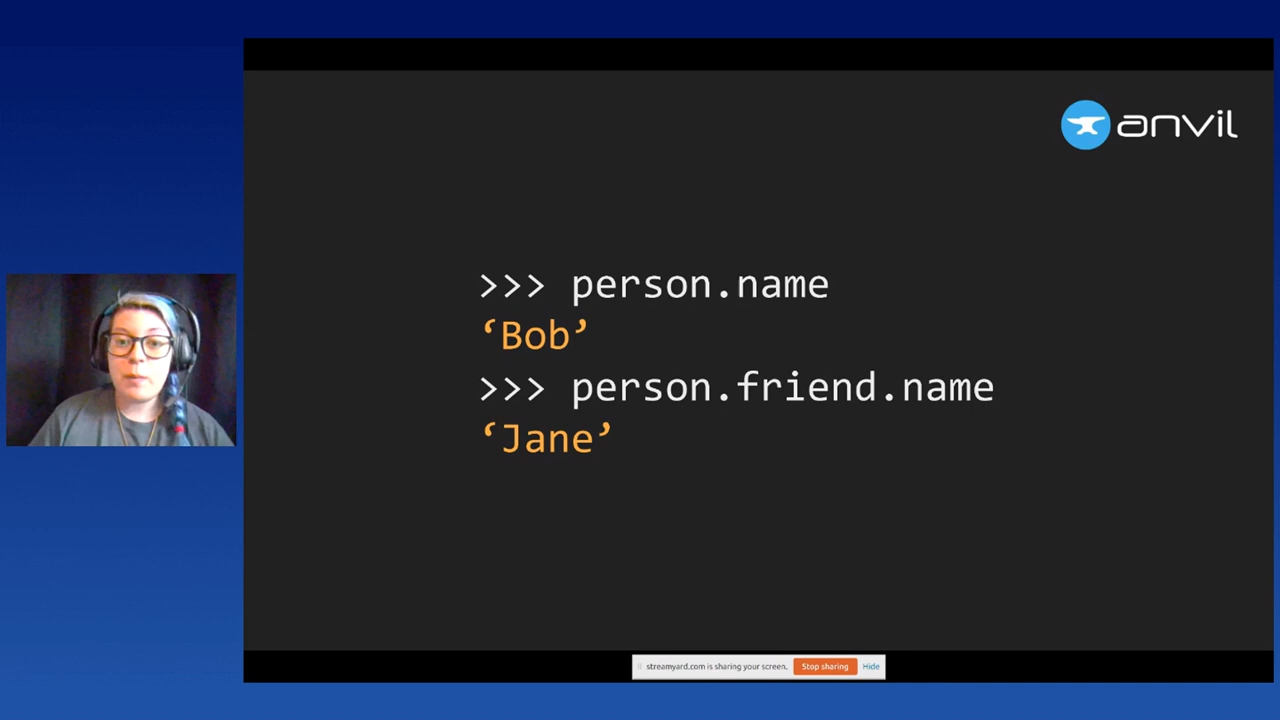 anvil
>>> person.name
‘Bob’
>>> person.friend.name
‘Jane’
streamyard.com is sharing your screen. Stop sharing Hide